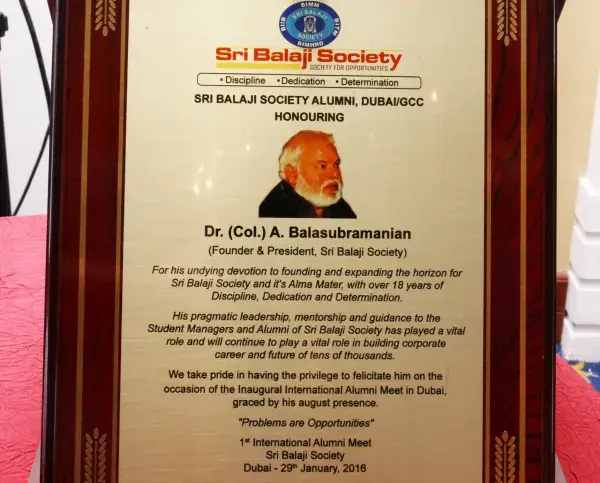 BIMM
BIIB
SRI BALAJI
SOCIETY
BITM
BIMHRD
Sri Balaji Society
SOCIETY FOR OPPORTUNITIES
• Discipline • Dedication • Determination
SRI BALAJI SOCIETY ALUMNI, DUBAI/GCC
HONOURING
Dr. (Col.) A. Balasubramanian
(Founder & President, Sri Balaji Society)
For his undying devotion to founding and expanding the horizon for
Sri Balaji Society and it's Alma Mater, with over 18 years of
Discipline, Dedication and Determination.
His pragmatic leadership, mentorship and guidance to the
Student Managers and Alumni of Sri Balaji Society has played a vital
role and will continue to play a vital role in building corporate
career and future of tens of thousands.
We take pride in having the privilege to felicitate him on the
occasion of the Inaugural International Alumni Meet in Dubai,
graced by his august presence.
"Problems are Opportunities"
1st International Alumni Meet
Sri Balaji Society
Dubai - 29th January, 2016